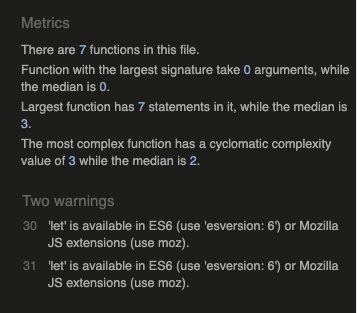 Metrics
There are 7 functions in this file.
Function with the largest signature take 0 arguments, while
the median is 0.
Largest function has 7 statements in it, while the median is
3.
The most complex function has a cyclomatic complexity
value of 3 while the median is 2.
Two warnings
30 'let' is available in ES6 (use 'esversion: 6') or Mozilla
JS extensions (use moz).
31 'let' is available in ES6 (use 'esversion: 6') or Mozilla
JS extensions (use moz).